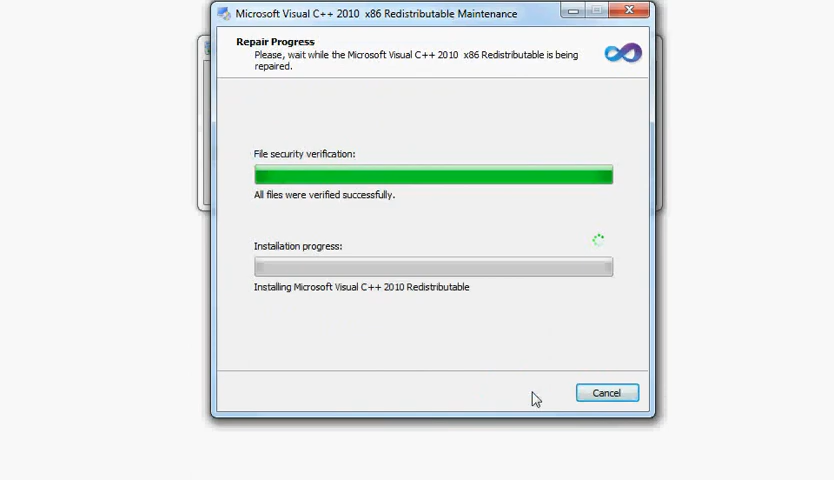 Microsoft Visual C++ 2010  x86 Redistributable Maintenance
Repair Progress
Please, wait while the Microsoft Visual C++ 2010  x86 Redistributable is being
repaired.
File security verification:
All files were verified successfully.
Installation progress:
Installing Microsoft Visual C++ 2010 Redistributable
Cancel